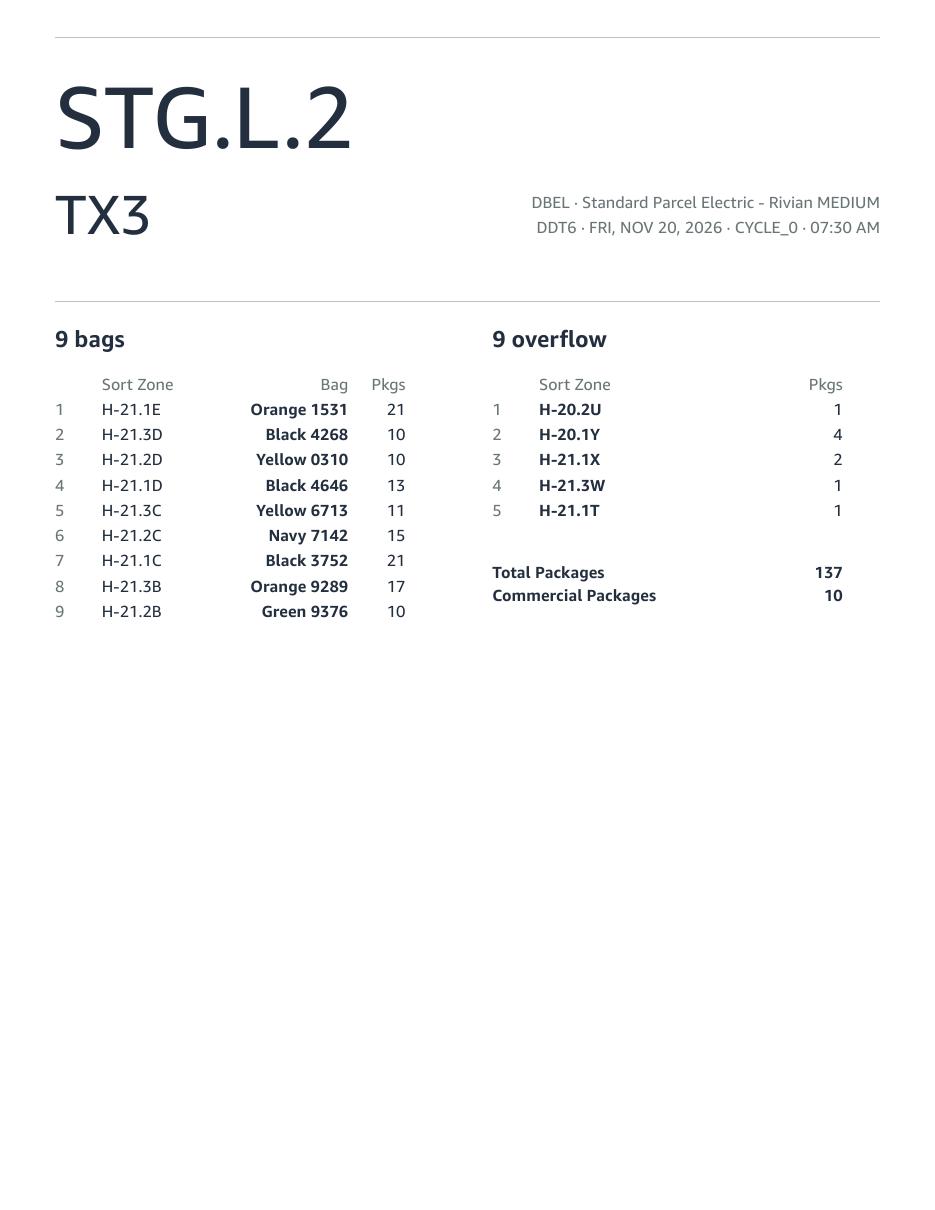 STG.L.2
TX3
DBEL · Standard Parcel Electric - Rivian MEDIUM
DDT6 · FRI, NOV 20, 2026 · CYCLE_0 · 07:30 AM
9 bags
Sort Zone Bag Pkgs
1 H-21.1E Orange 1531 21
2 H-21.3D Black 4268 10
3 H-21.2D Yellow 0310 10
4 H-21.1D Black 4646 13
5 H-21.3C Yellow 6713 11
6 H-21.2C Navy 7142 15
7 H-21.1C Black 3752 21
8 H-21.3B Orange 9289 17
9 H-21.2B Green 9376 10
9 overflow
Sort Zone Pkgs
1 H-20.2U 1
2 H-20.1Y 4
3 H-21.1X 2
4 H-21.3W 1
5 H-21.1T 1
Total Packages 137
Commercial Packages 10